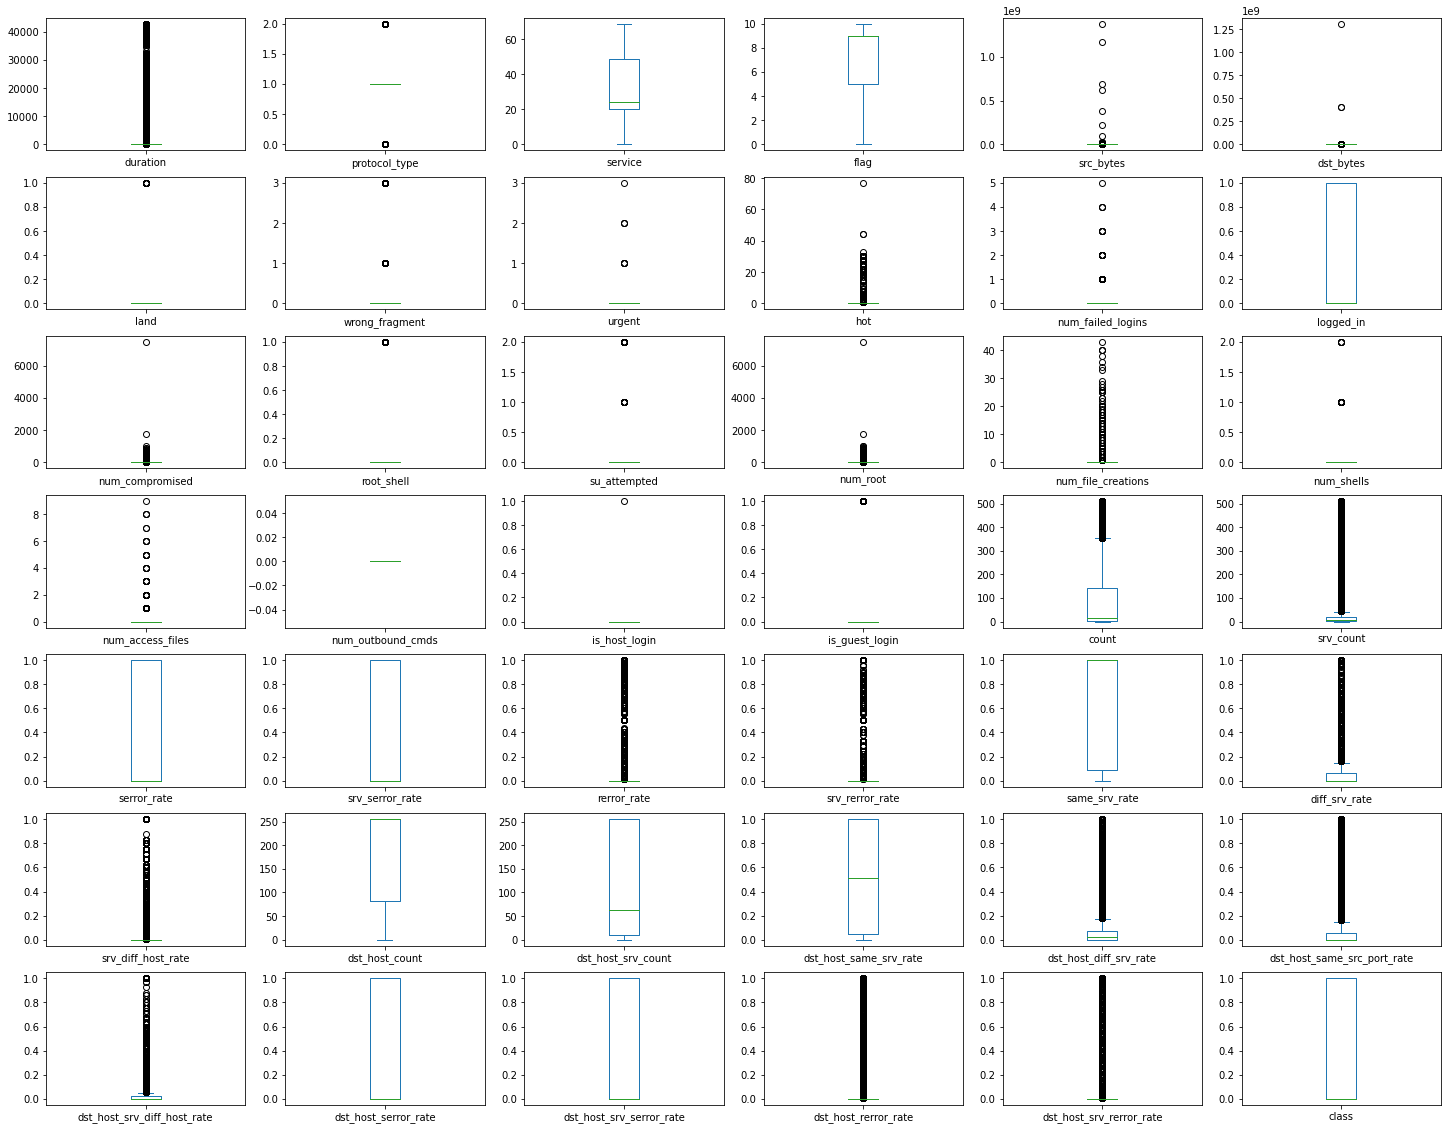 1e9 1e9
40000 30000 20000 10000 0 2.0 1.5 1.0 0.5 0.0 60 40 20 0 10 8 6 4 2 0 1.0 0.5 0.0 1.25 1.00 0.75 0.50 0.25 0.00
duration protocol_type service flag src_bytes dst_bytes
1.0 0.8 0.6 0.4 0.2 0.0 3 2 1 0 3 2 1 0 80 60 40 20 0 5 4 3 2 1 0 1.0 0.8 0.6 0.4 0.2 0.0
land wrong_fragment urgent hot num_failed_logins logged_in
6000 4000 2000 0 1.0 0.8 0.6 0.4 0.2 0.0 2.0 1.5 1.0 0.5 0.0 6000 4000 2000 0 40 30 20 10 0 2.0 1.5 1.0 0.5 0.0
num_compromised root_shell su_attempted num_root num_file_creations num_shells
8 6 4 2 0 0.04 0.02 0.00 −0.02 −0.04 1.0 0.8 0.6 0.4 0.2 0.0 1.0 0.8 0.6 0.4 0.2 0.0 500 400 300 200 100 0 500 400 300 200 100 0
num_access_files num_outbound_cmds is_host_login is_guest_login count srv_count
1.0 0.8 0.6 0.4 0.2 0.0 1.0 0.8 0.6 0.4 0.2 0.0 1.0 0.8 0.6 0.4 0.2 0.0 1.0 0.8 0.6 0.4 0.2 0.0 1.0 0.8 0.6 0.4 0.2 0.0 1.0 0.8 0.6 0.4 0.2 0.0
serror_rate srv_serror_rate rerror_rate srv_rerror_rate same_srv_rate diff_srv_rate
1.0 0.8 0.6 0.4 0.2 0.0 250 200 150 100 50 0 250 200 150 100 50 0 1.0 0.8 0.6 0.4 0.2 0.0 1.0 0.8 0.6 0.4 0.2 0.0 1.0 0.8 0.6 0.4 0.2 0.0
srv_diff_host_rate dst_host_count dst_host_srv_count dst_host_same_srv_rate dst_host_diff_srv_rate dst_host_same_src_port_rate
1.0 0.8 0.6 0.4 0.2 0.0 1.0 0.8 0.6 0.4 0.2 0.0 1.0 0.8 0.6 0.4 0.2 0.0 1.0 0.8 0.6 0.4 0.2 0.0 1.0 0.8 0.6 0.4 0.2 0.0 1.0 0.8 0.6 0.4 0.2 0.0
dst_host_srv_diff_host_rate dst_host_serror_rate dst_host_srv_serror_rate dst_host_rerror_rate dst_host_srv_rerror_rate class